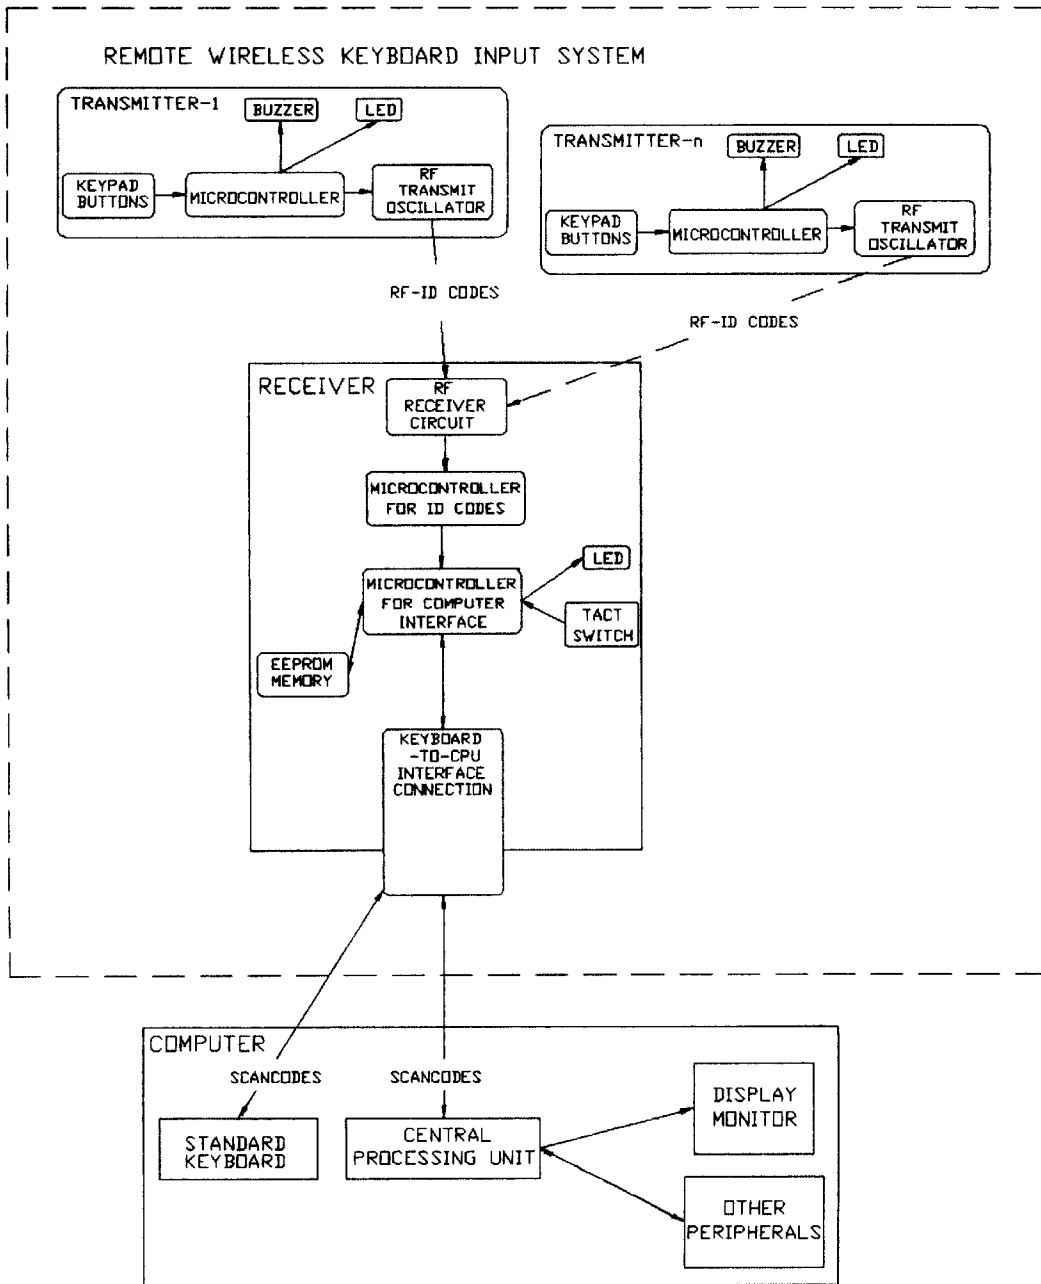 REMOTE WIRELESS KEYBOARD INPUT SYSTEM
TRANSMITTER-1
BUZZER
LED
KEYPAD
BUTTONS
MICROCONTROLLER
RF
TRANSMIT
OSCILLATOR
TRANSMITTER-n
BUZZER
LED
KEYPAD
BUTTONS
MICROCONTROLLER
RF
TRANSMIT
OSCILLATOR
RF-ID CODES
RF-ID CODES
RECEIVER
RF
RECEIVER
CIRCUIT
MICROCONTROLLER
FOR ID CODES
MICROCONTROLLER
FOR COMPUTER
INTERFACE
LED
TACT
SWITCH
EEPROM
MEMORY
KEYBOARD
-TO-CPU
INTERFACE
CONNECTION
COMPUTER
SCANCODES
SCANCODES
STANDARD
KEYBOARD
CENTRAL
PROCESSING UNIT
DISPLAY
MONITOR
OTHER
PERIPHERALS